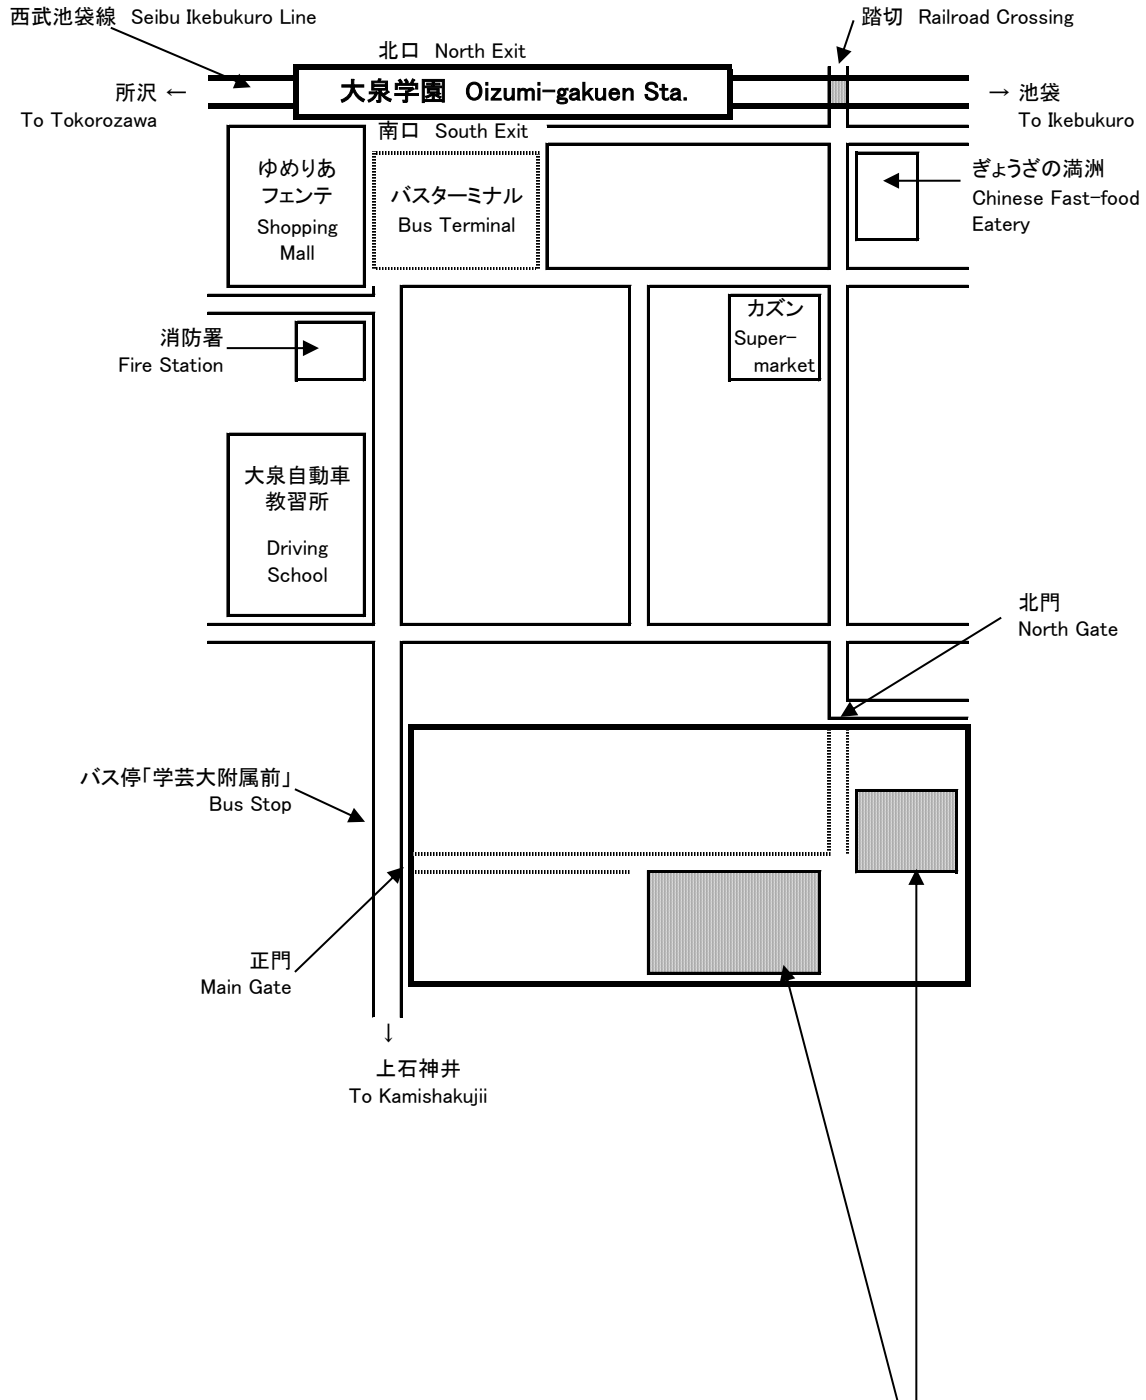 西武池袋線 Seibu Ikebukuro Line
踏切 Railroad Crossing
北口 North Exit
大泉学園 Oizumi-gakuen Sta.
所沢 ←
To Tokorozawa
→ 池袋
To Ikebukuro
南口 South Exit
ゆめりあ
フェンテ
Shopping
Mall
バスターミナル
Bus Terminal
ぎょうざの満洲
Chinese Fast-food
Eatery
消防署
Fire Station
カズン
Super-
market
大泉自動車
教習所
Driving
School
北門
North Gate
バス停「学芸大附属前」
Bus Stop
正門
Main Gate
↓
上石神井
To Kamishakujii